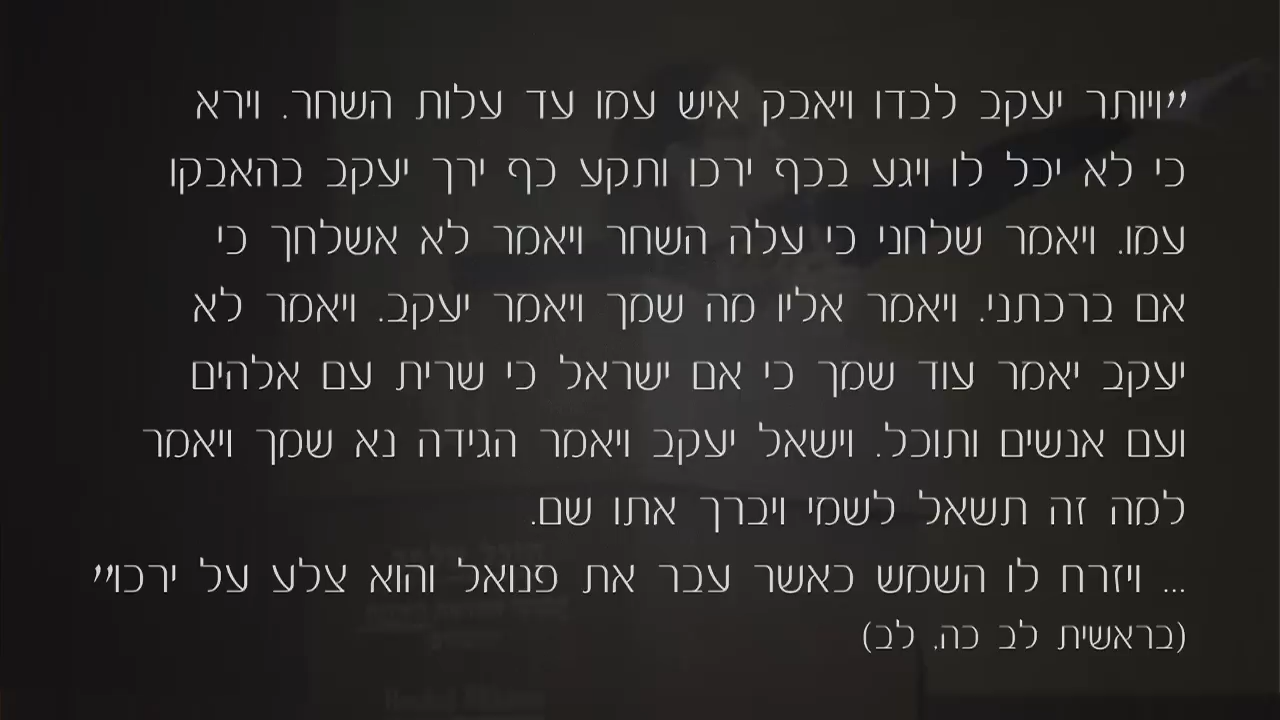 "ויותר יעקב לבדו ויאבק איש עמו עד עלות השחר. וירא
כי לא יכל לו ויגע בכף ירכו ותקע כף ירך יעקב בהאבקו
עמו. ויאמר שלחני כי עלה השחר ויאמר לא אשלחך כי
אם ברכתני. ויאמר אליו מה שמך ויאמר יעקב. ויאמר לא
יעקב יאמר עוד שמך כי אם ישראל כי שרית עם אלהים
ועם אנשים ותוכל. וישאל יעקב ויאמר הגידה נא שמך ויאמר
למה זה תשאל לשמי ויברך אתו שם.
... ויזרח לו השמש כאשר עבר את פנואל והוא צלע על ירכו"
(בראשית לב כה, לב)